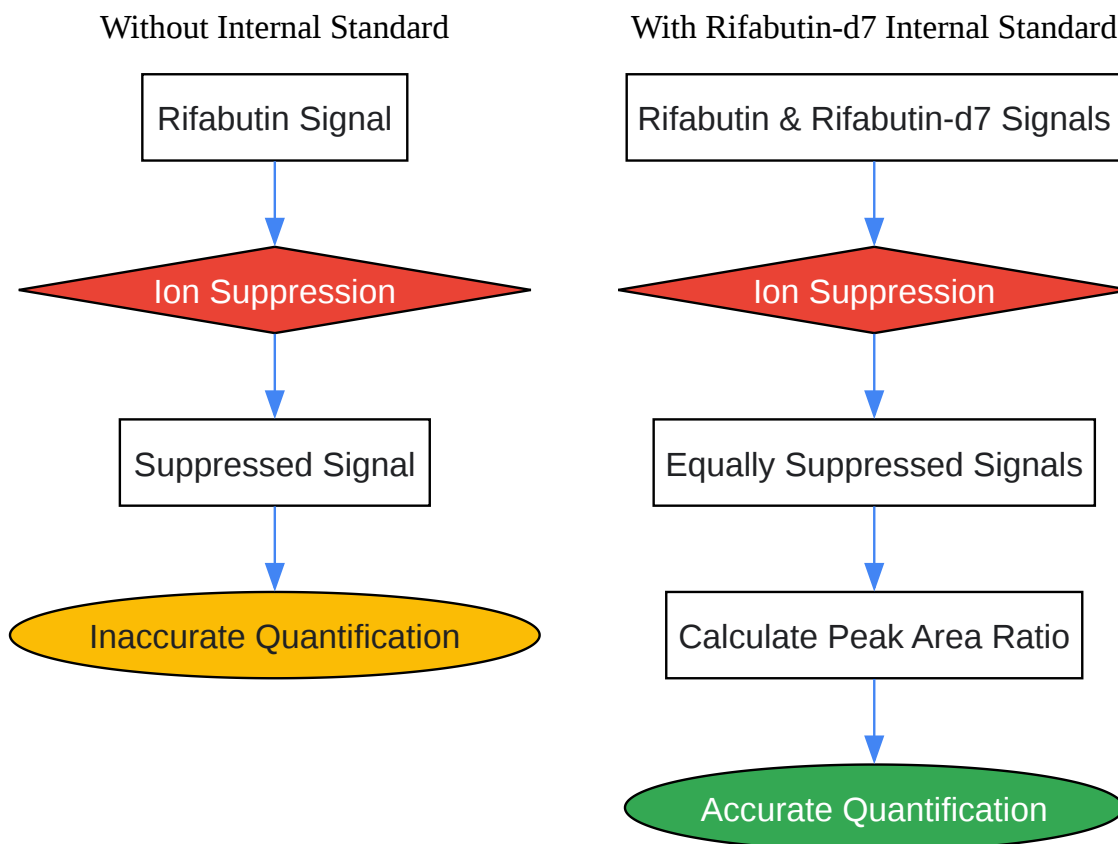 Without Internal Standard
Rifabutin Signal
Ion Suppression
Suppressed Signal
Inaccurate Quantification
With Rifabutin-d7 Internal Standard
Rifabutin & Rifabutin-d7 Signals
Ion Suppression
Equally Suppressed Signals
Calculate Peak Area Ratio
Accurate Quantification